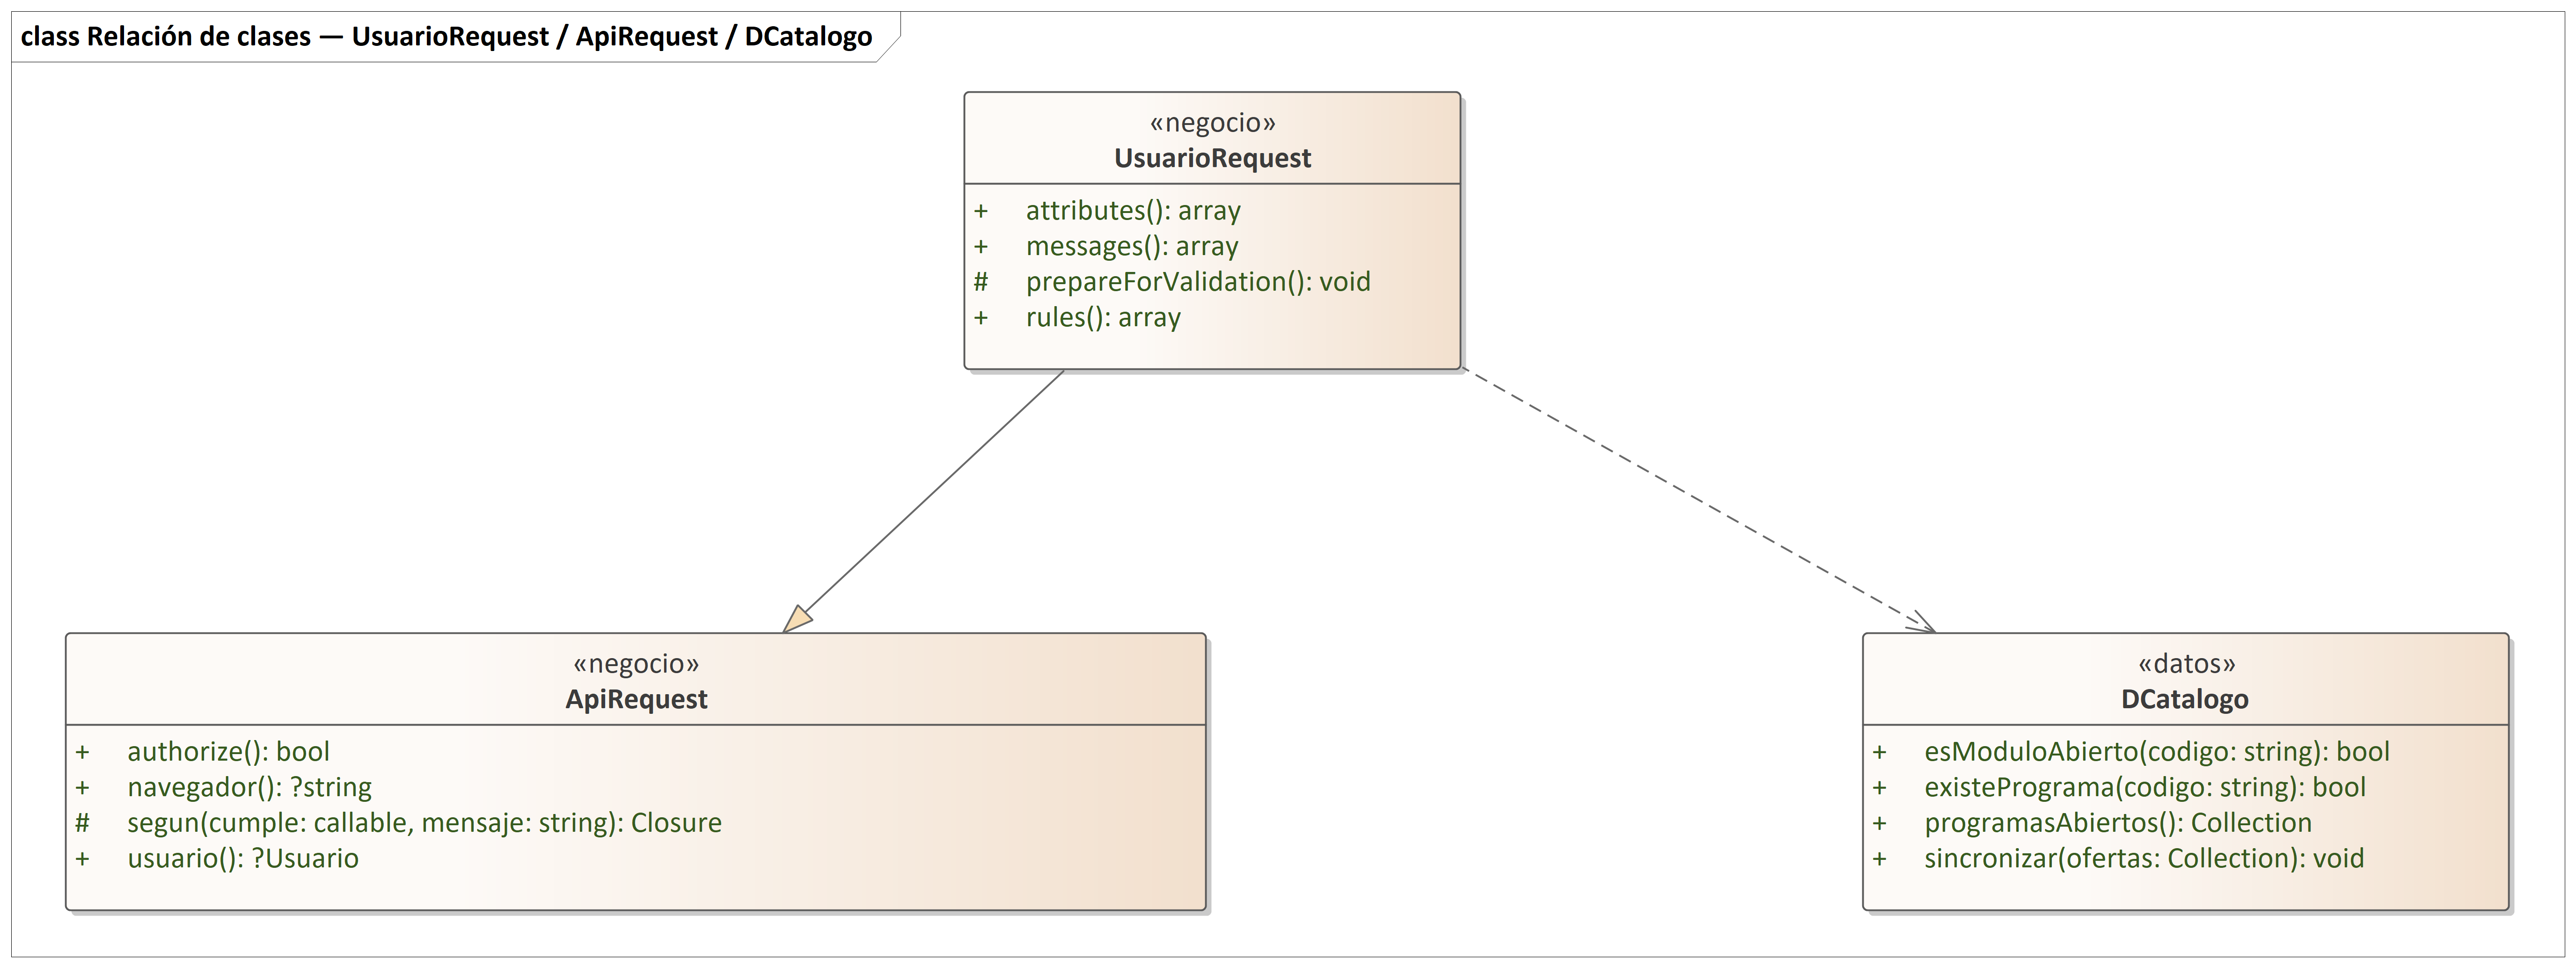 class Relación de clases — UsuarioRequest / ApiRequest / DCatalogo
«negocio»
UsuarioRequest
+ attributes(): array
+ messages(): array
# prepareForValidation(): void
+ rules(): array
«negocio»
ApiRequest
+ authorize(): bool
+ navegador(): ?string
# segun(cumple: callable, mensaje: string): Closure
+ usuario(): ?Usuario
«datos»
DCatalogo
+ esModuloAbierto(codigo: string): bool
+ existePrograma(codigo: string): bool
+ programasAbiertos(): Collection
+ sincronizar(ofertas: Collection): void